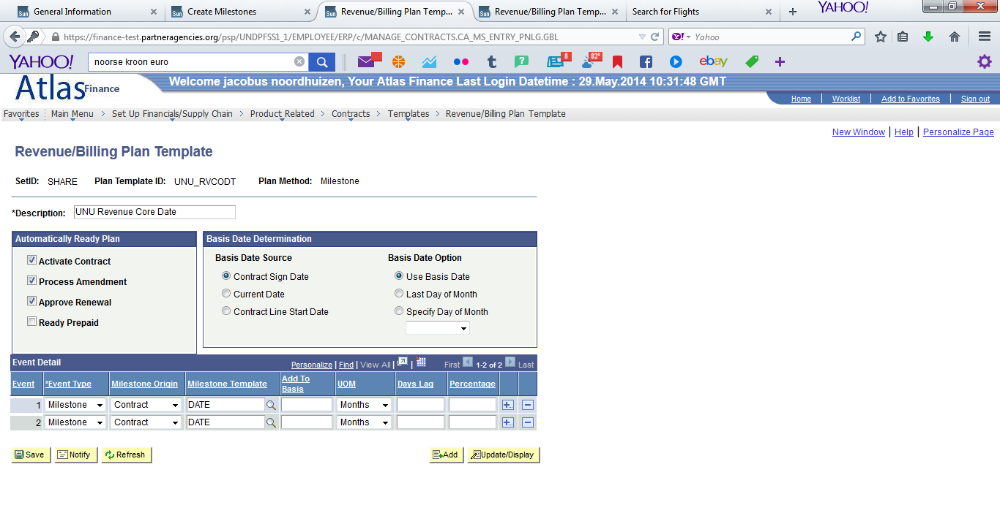 General Information
Create Milestones
Revenue/Billing Plan Temp...
Revenue/Billing Plan Temp...
Search for Flights
YAHOO!
https://finance-test.partneragencies.org/psp/UNDPFSS1_1/EMPLOYEE/ERP/c/MANAGE_CONTRACTS.CA_MS_ENTRY_PNLG.GBL
Yahoo
YAHOO!
noorse kroon euro
8
82°
ebay
Atlas Finance
Welcome jacobus noordhuizen, Your Atlas Finance Last Login Datetime : 29.May.2014 10:31:48 GMT
Home
Worklist
Add to Favorites
Sign out
Favorites
Main Menu > Set Up Financials/Supply Chain > Product Related > Contracts > Templates > Revenue/Billing Plan Template
New Window | Help | Personalize Page
Revenue/Billing Plan Template
SetID: SHARE Plan Template ID: UNU_RVCODT Plan Method: Milestone
*Description: UNU Revenue Core Date
Automatically Ready Plan
Activate Contract
Process Amendment
Approve Renewal
Ready Prepaid
Basis Date Determination
Basis Date Source
Contract Sign Date
Current Date
Contract Line Start Date
Basis Date Option
Use Basis Date
Last Day of Month
Specify Day of Month
Event Detail
Personalize | Find | View All | |
First 1-2 of 2 Last
Event *Event Type Milestone Origin Milestone Template Add To Basis UOM Days Lag Percentage
1 Milestone Contract DATE Months
2 Milestone Contract DATE Months
Save Notify Refresh
Add Update/Display